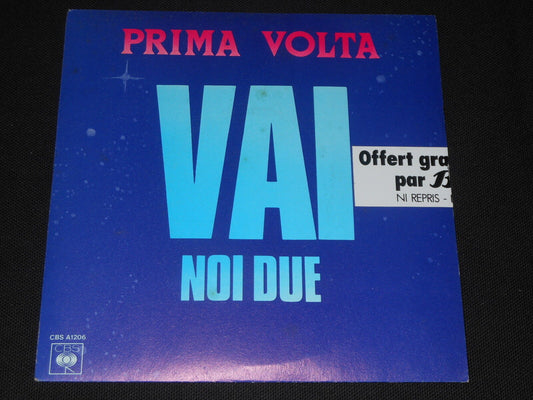 PRIMA VOLTA
VAI
Offert gra
par
NI REPRIS -
NOI DUE
CBS A1206
CBS